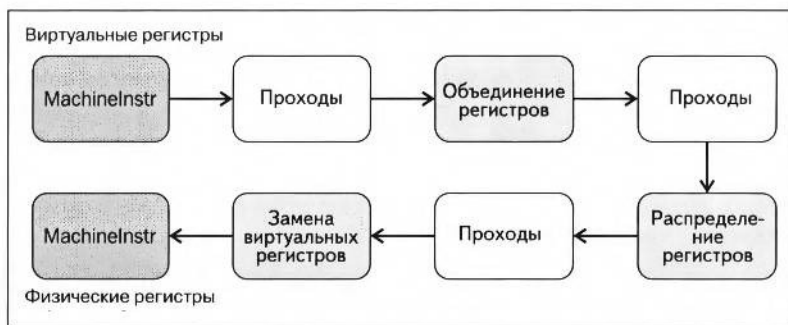 Виртуальные регистры
MachineInstr
Проходы
Объединение
регистров
Проходы
MachineInstr
Замена
виртуальных
регистров
Проходы
Распределе-
ние
регистров
Физические регистры